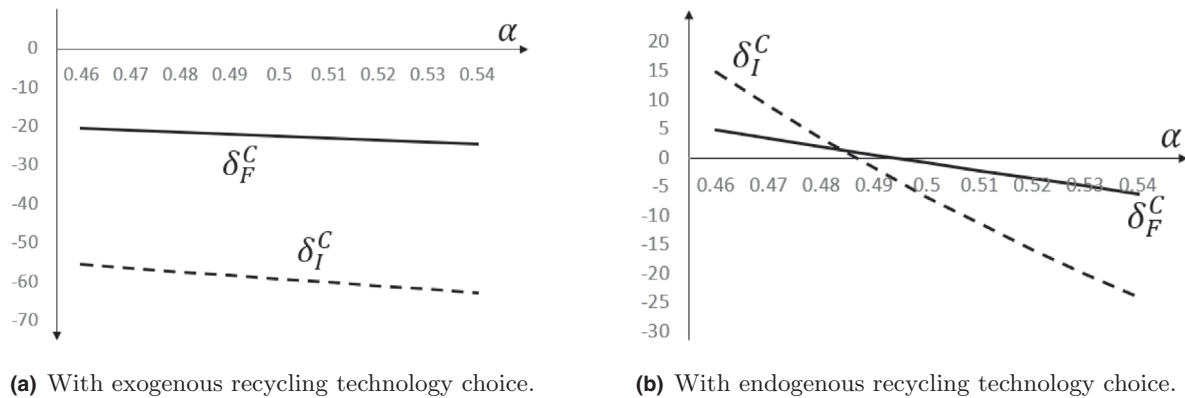 α
0
0.46 0.47 0.48 0.49 0.5 0.51 0.52 0.53 0.54
-10
-20
-30
-40
-50
-60
-70
δ_F^C
δ_I^C
(a) With exogenous recycling technology choice.
20
15
10
5
0
-5
-10
-15
-20
-25
-30
δ_I^C
α
0.46 0.47 0.48 0.49 0.5 0.51 0.52 0.53 0.54
δ_F^C
(b) With endogenous recycling technology choice.